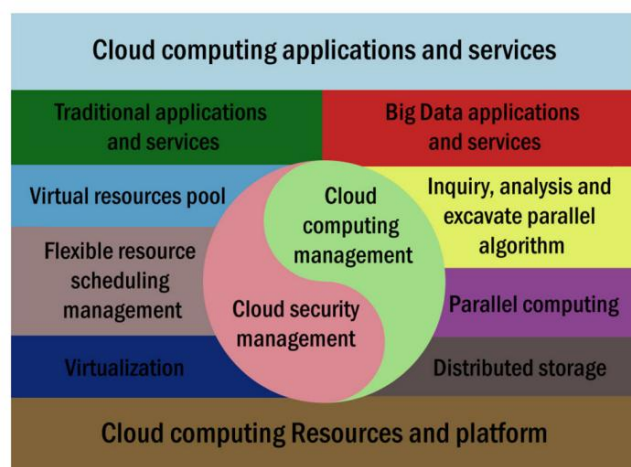 Cloud computing applications and services
Traditional applications
and services
Big Data applications
and services
Virtual resources pool
Cloud
computing
management
Inquiry, analysis and
excavate parallel
algorithm
Flexible resource
scheduling
management
Cloud security
management
Parallel computing
Virtualization
Distributed storage
Cloud computing Resources and platform